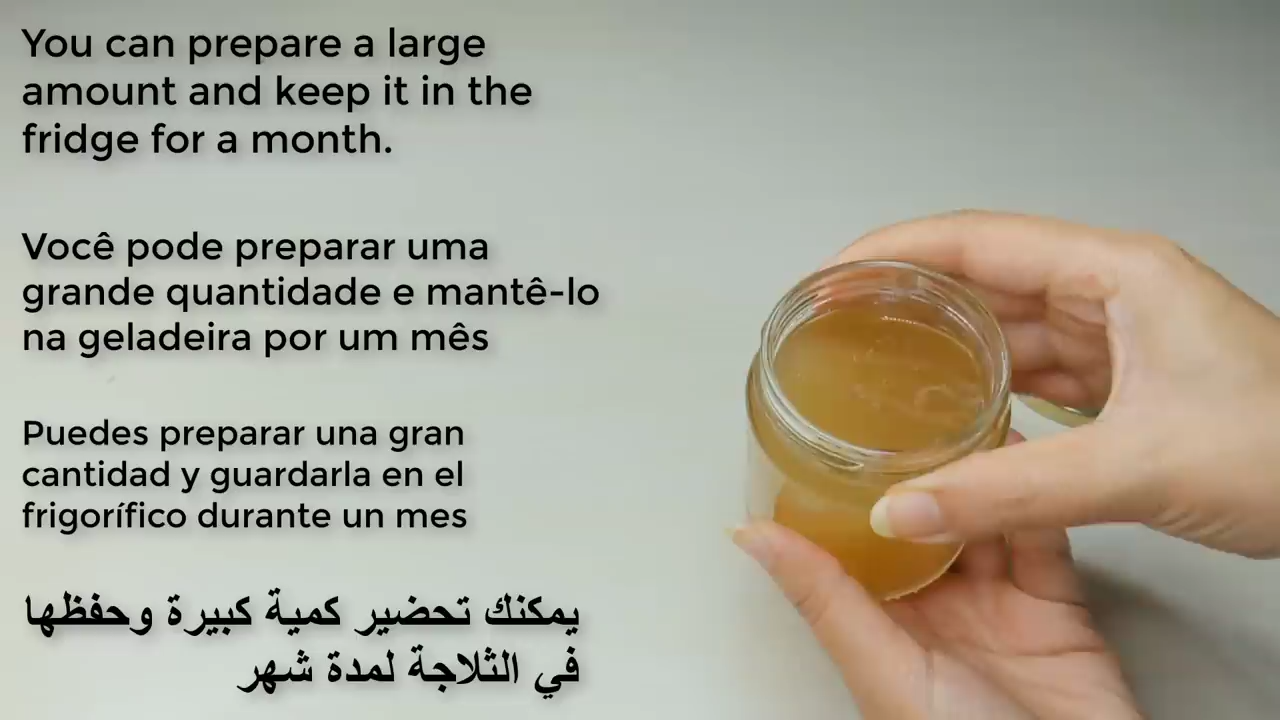 You can prepare a large
amount and keep it in the
fridge for a month.
Você pode preparar uma
grande quantidade e mantê-lo
na geladeira por um mês
Puedes preparar una gran
cantidad y guardarla en el
frigorífico durante un mes
يمكنك تحضير كمية كبيرة وحفظها
في الثلاجة لمدة شهر